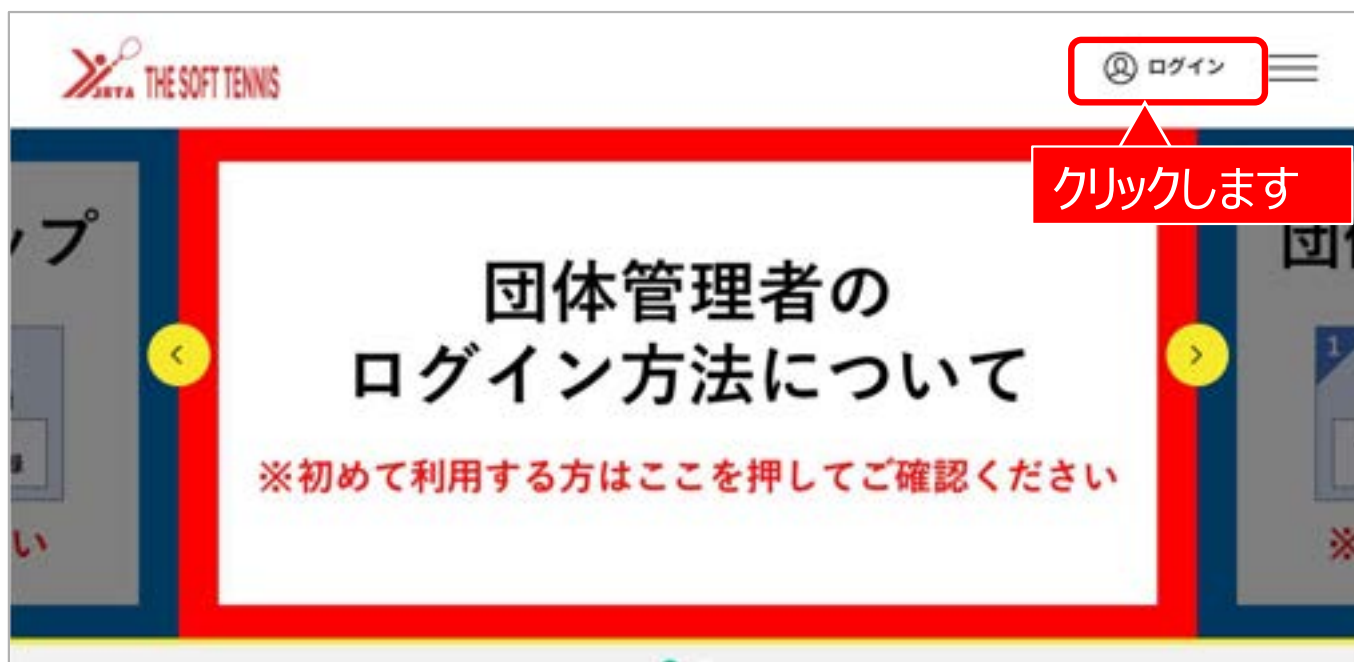 JSTA THE SOFT TENNIS
ログイン
クリックします
ップ
団体管理者の
ログイン方法について
※初めて利用する方はここを押してご確認ください
い
団
1
※